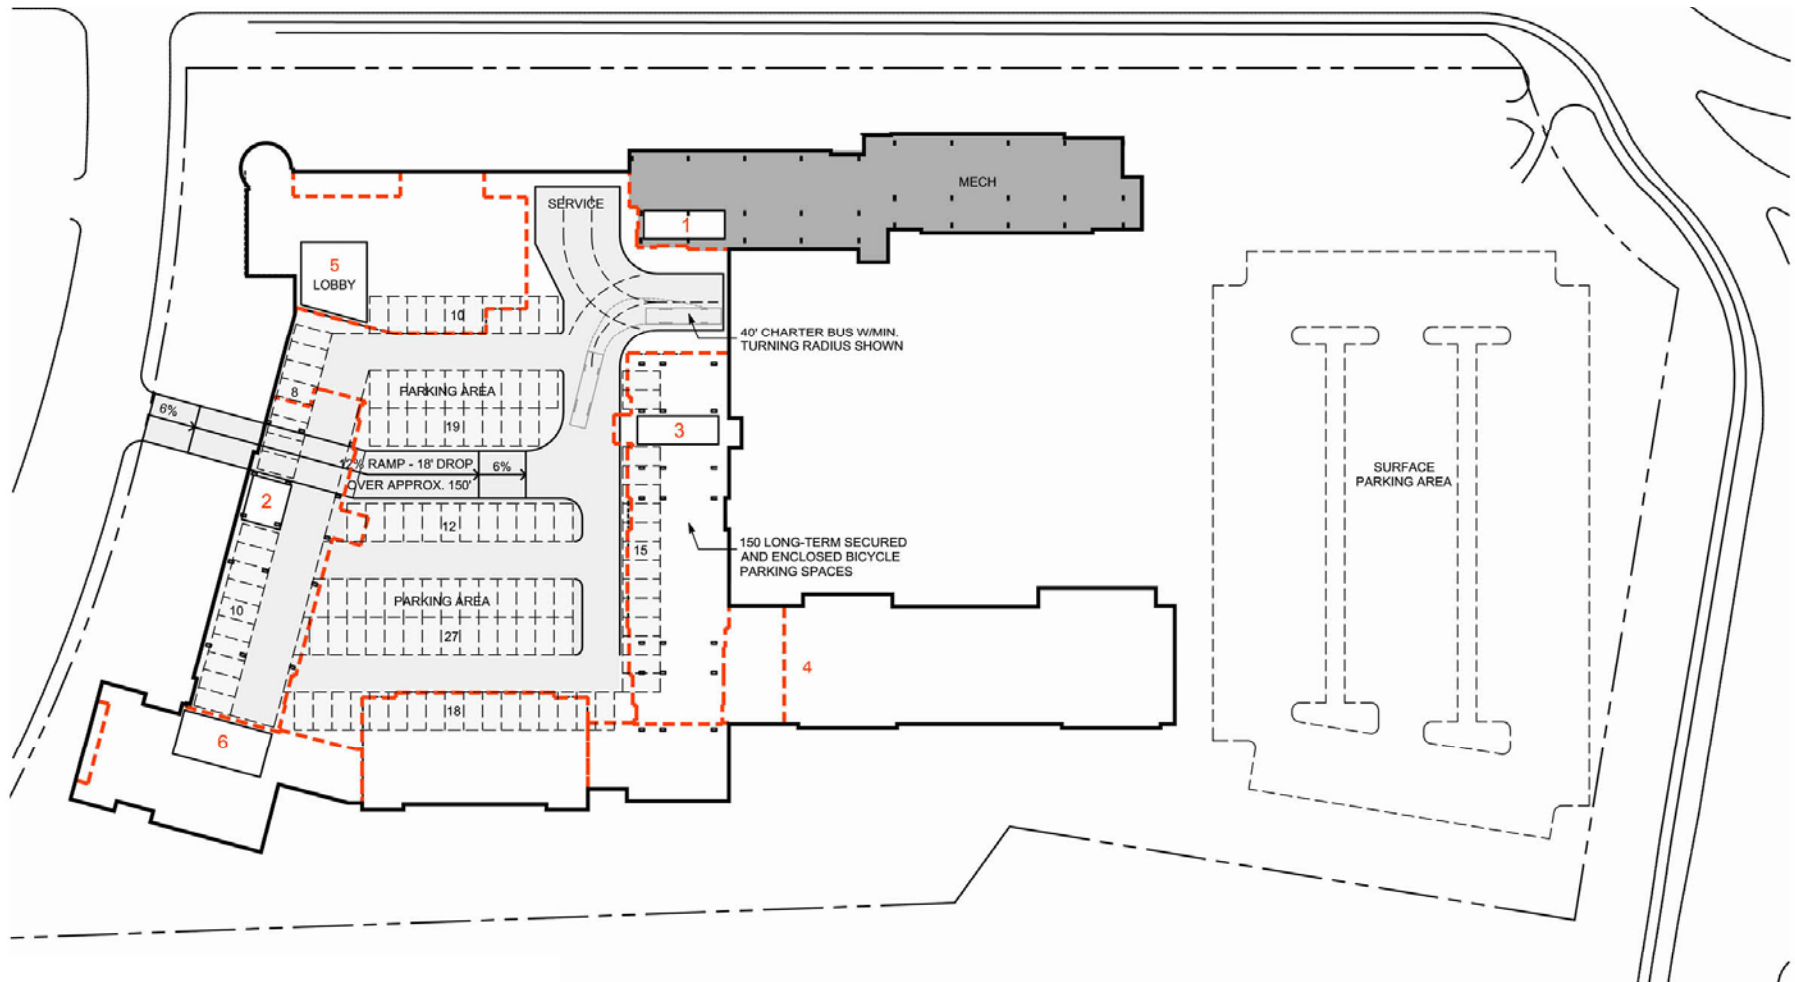 MECH
SERVICE
1
5
LOBBY
10
40' CHARTER BUS W/MIN.
TURNING RADIUS SHOWN
8
PARKING AREA
6%
19
3
12% RAMP - 18' DROP
6%
OVER APPROX. 150'
SURFACE
PARKING AREA
2
12
15
150 LONG-TERM SECURED
AND ENCLOSED BICYCLE
PARKING SPACES
10
PARKING AREA
27
4
18
6